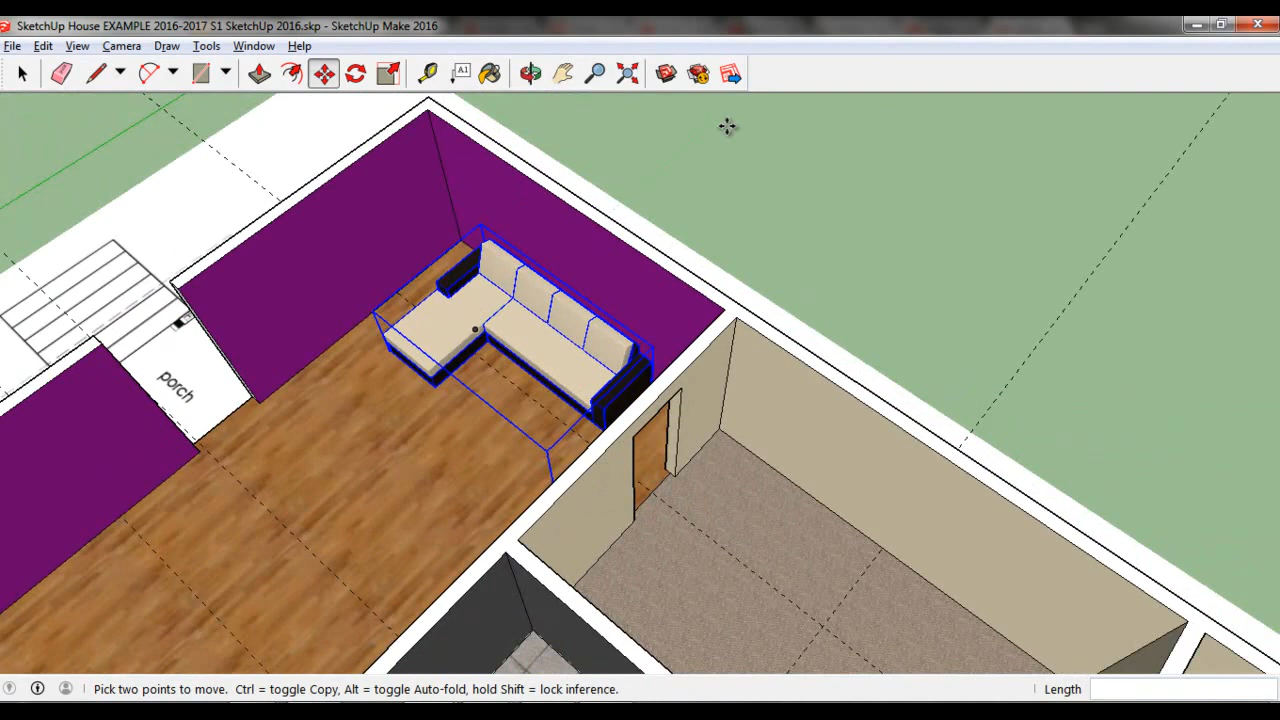 SketchUp House EXAMPLE 2016-2017 S1 SketchUp 2016.skp - SketchUp Make 2016
File Edit View Camera Draw Tools Window Help
A1
porch
Pick two points to move. Ctrl = toggle Copy, Alt = toggle Auto-fold, hold Shift = lock inference. Length